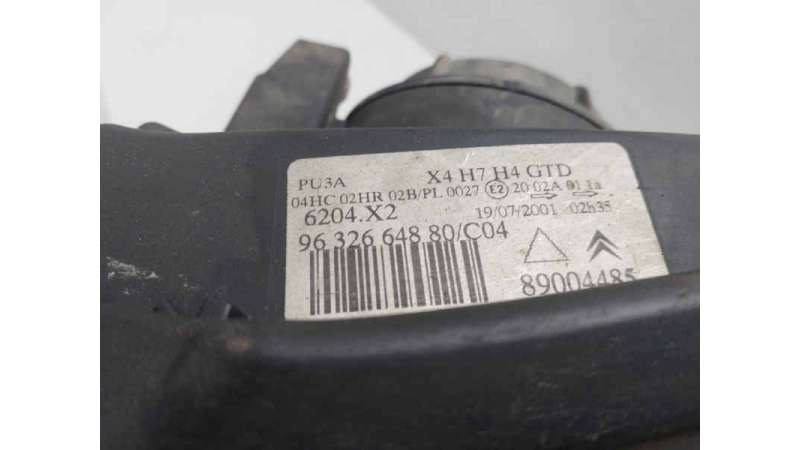 PU3A X4 H7 H4 GTD
04HC 02HR 02B/PL 0027 E2 20 02A 01 1a
6204.X2 19/07/2001 02h35
96 326 648 80/C04
89004485